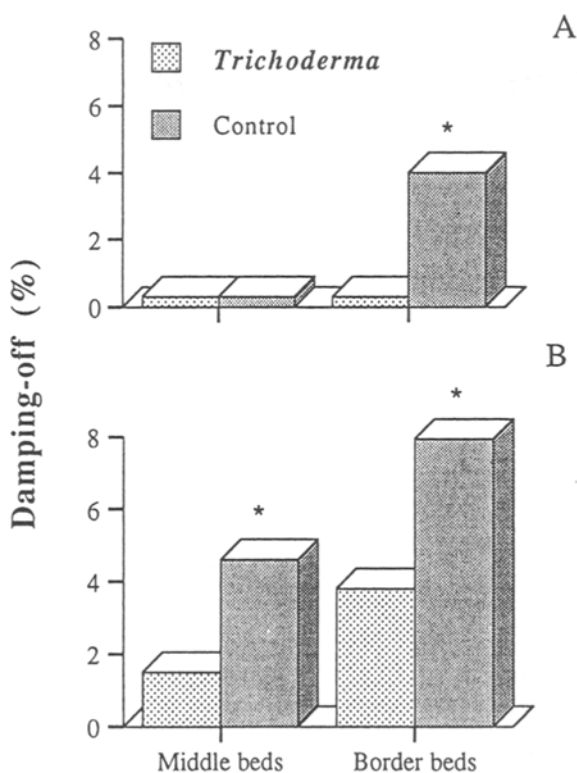 A
8
Trichoderma
6
Control
*
4
2
0
Damping-off (%)
B
*
8
6
*
4
2
0
Middle beds Border beds